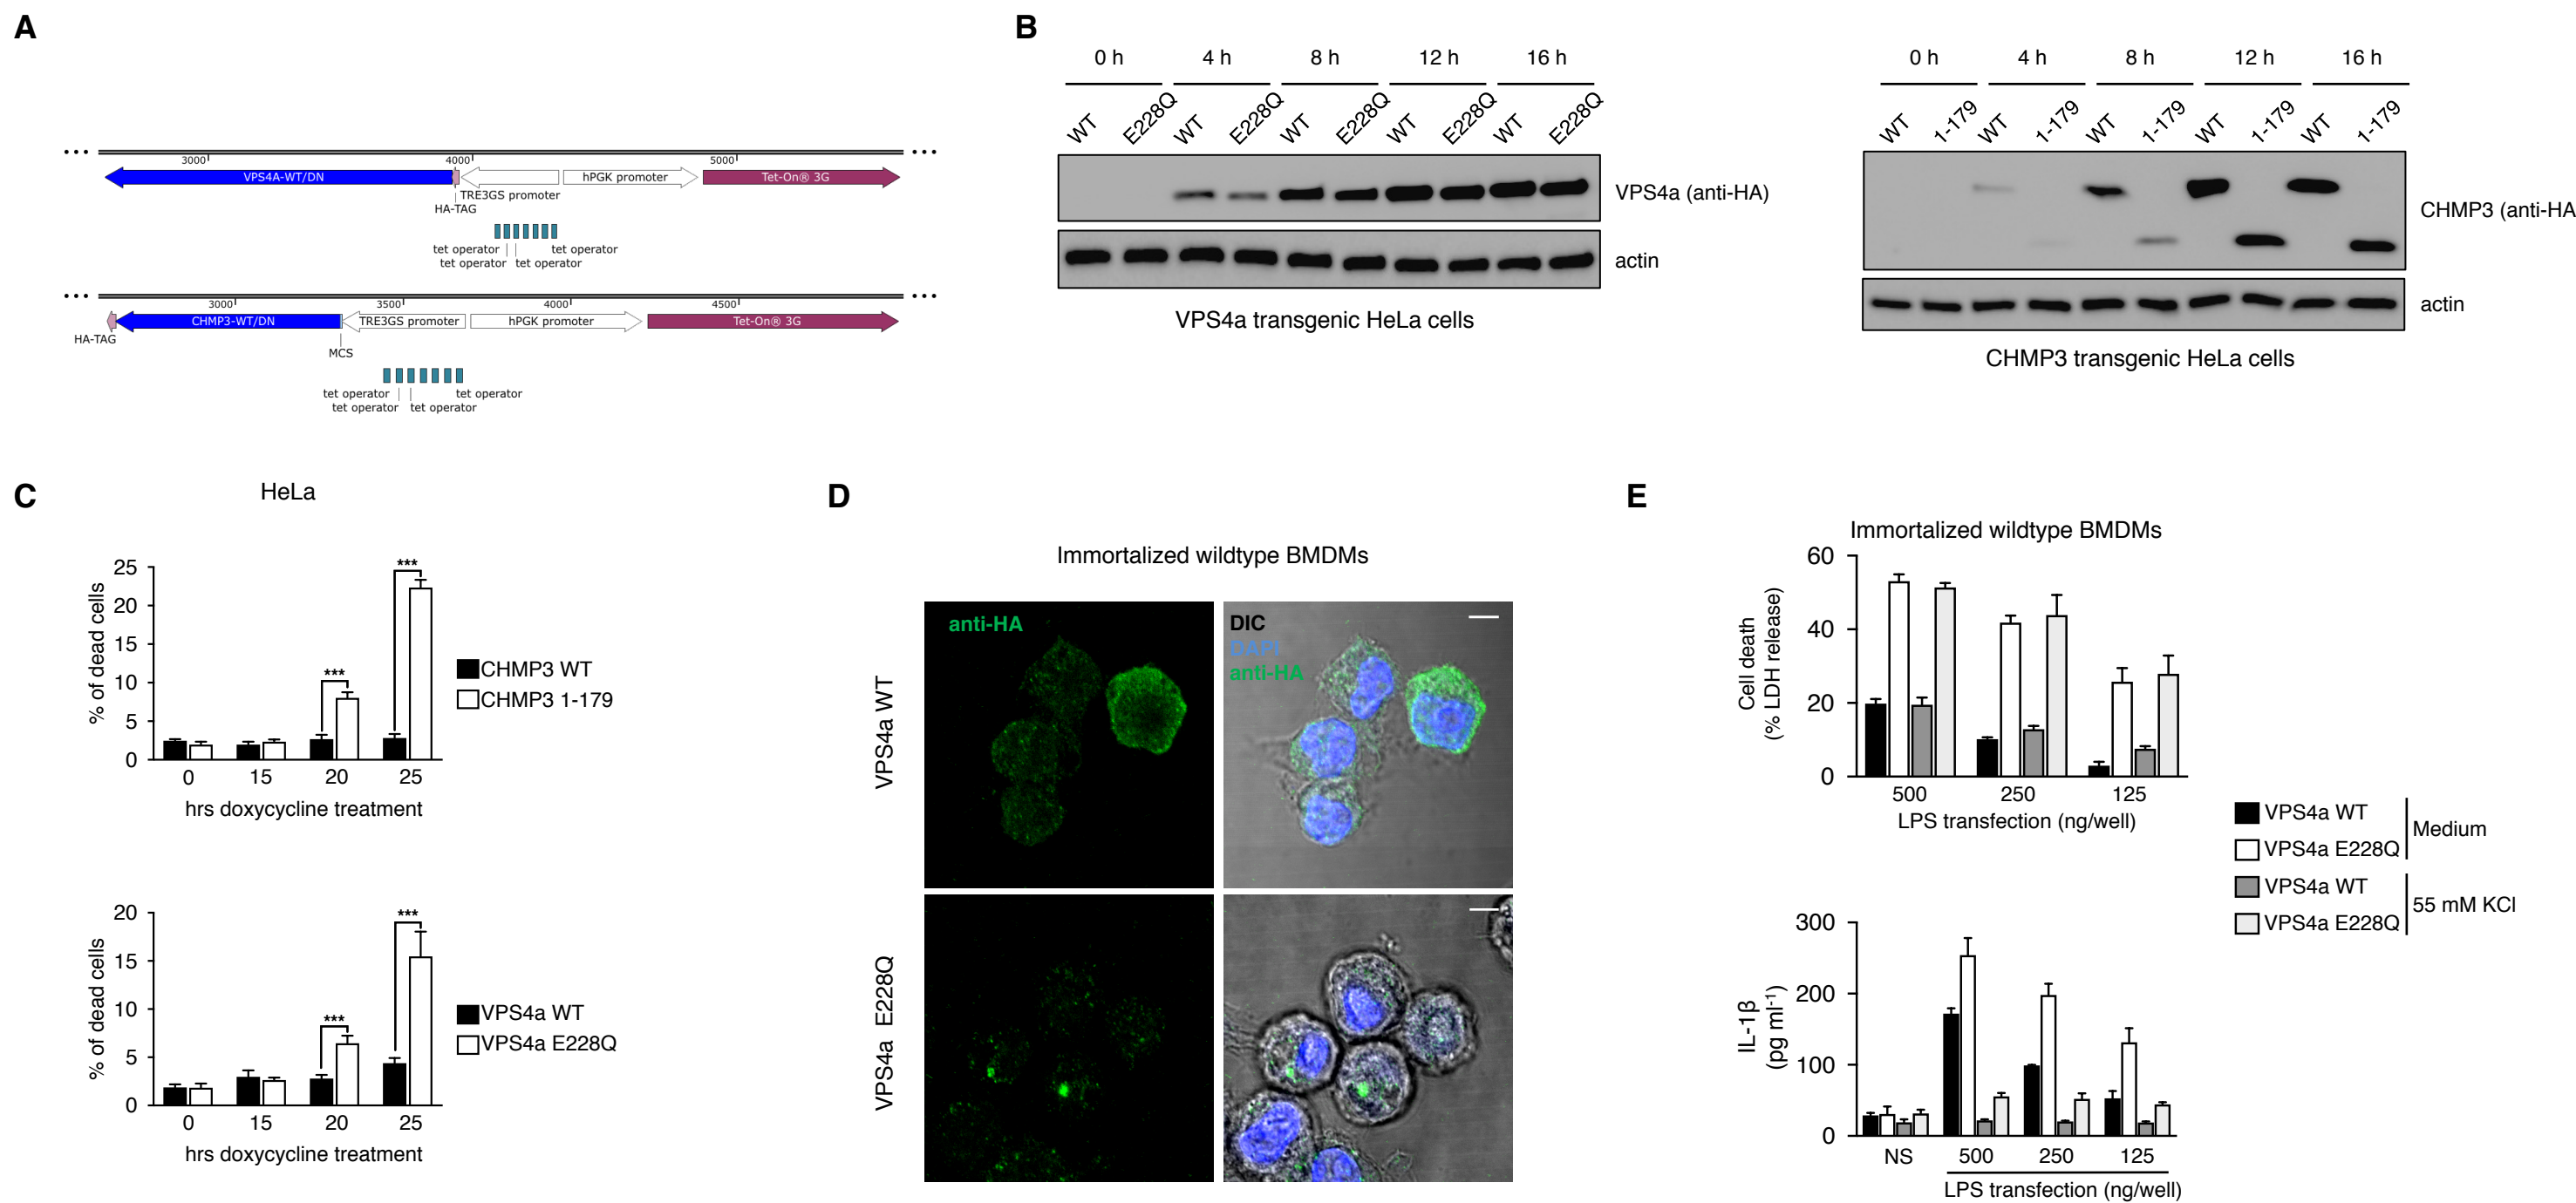 A
3000
4000
5000
VPS4A-WT/DN
hPGK promoter
Tet-On® 3G
TRE3GS promoter
HA-TAG
tet operator
tet operator
tet operator
tet operator
3000
3500
4000
4500
CHMP3-WT/DN
TRE3GS promoter
hPGK promoter
Tet-On® 3G
HA-TAG
MCS
tet operator
tet operator
tet operator
tet operator
B
0 h
4 h
8 h
12 h
16 h
WT
E228Q
WT
E228Q
WT
E228Q
WT
E228Q
WT
E228Q
VPS4a (anti-HA)
actin
VPS4a transgenic HeLa cells
0 h
4 h
8 h
12 h
16 h
WT
1-179
WT
1-179
WT
1-179
WT
1-179
WT
1-179
CHMP3 (anti-HA
actin
CHMP3 transgenic HeLa cells
C
HeLa
% of dead cells
25
20
15
10
5
0
***
***
0
15
20
25
hrs doxycycline treatment
CHMP3 WT
CHMP3 1-179
% of dead cells
20
15
10
5
0
***
***
0
15
20
25
hrs doxycycline treatment
VPS4a WT
VPS4a E228Q
D
Immortalized wildtype BMDMs
VPS4a WT
anti-HA
DIC
DAPI
anti-HA
VPS4a E228Q
E
Immortalized wildtype BMDMs
Cell death
(% LDH release)
60
40
20
0
500
250
125
LPS transfection (ng/well)
VPS4a WT
VPS4a E228Q
Medium
VPS4a WT
VPS4a E228Q
55 mM KCl
IL-1β
(pg ml-1)
300
200
100
0
NS
500
250
125
LPS transfection (ng/well)